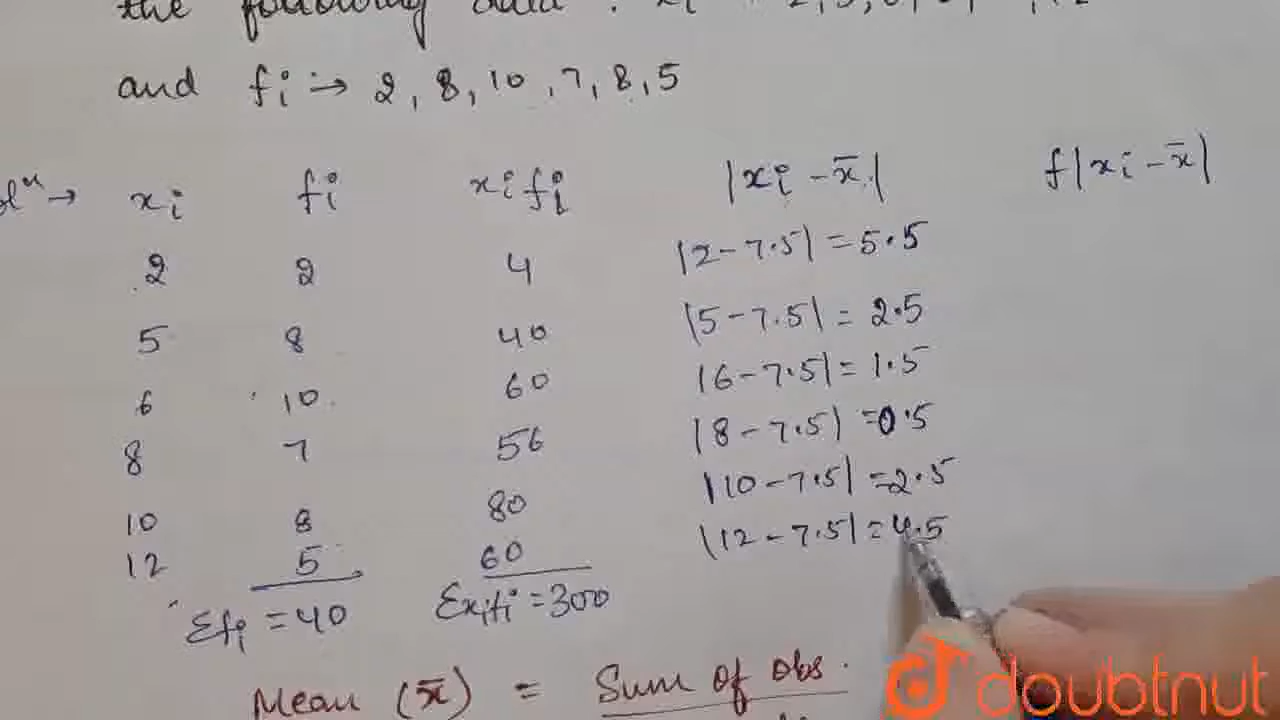 the following data :
and fi → 2, 8, 10, 7, 8, 5
xi fi xifi |xi - x̄| f|xi - x̄|
2 2 4 |2 - 7.5| = 5.5
5 8 40 |5 - 7.5| = 2.5
6 10 60 |6 - 7.5| = 1.5
8 7 56 |8 - 7.5| = 0.5
10 8 80 |10 - 7.5| = 2.5
12 5 60 |12 - 7.5| = 4.5
Σfi = 40 Σxifi = 300
Mean (x̄) = Sum of obs.
doubtnut